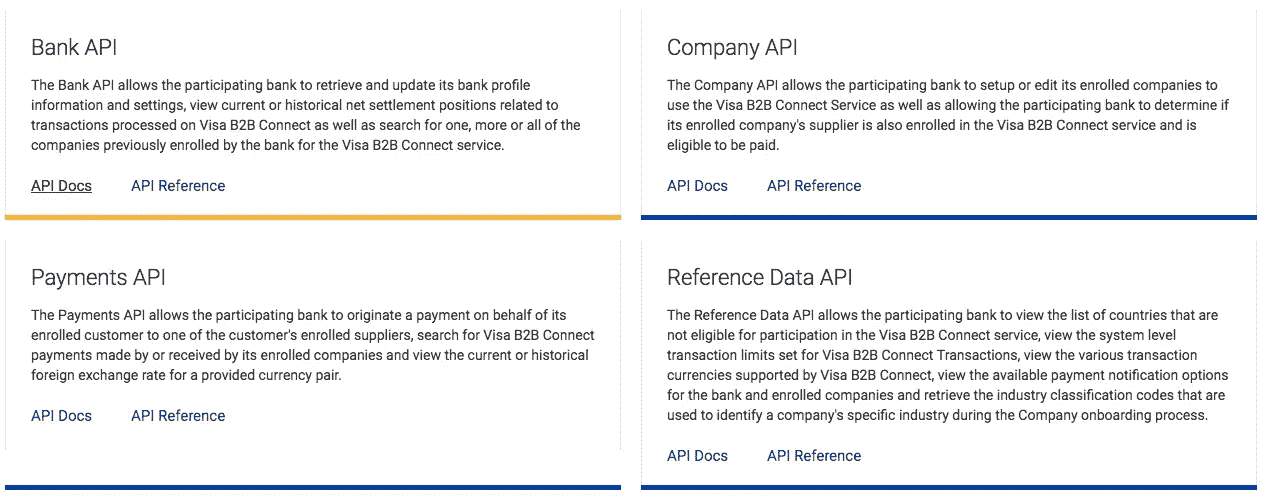 Bank API
The Bank API allows the participating bank to retrieve and update its bank profile
information and settings, view current or historical net settlement positions related to
transactions processed on Visa B2B Connect as well as search for one, more or all of the
companies previously enrolled by the bank for the Visa B2B Connect service.
API Docs API Reference
Company API
The Company API allows the participating bank to setup or edit its enrolled companies to
use the Visa B2B Connect Service as well as allowing the participating bank to determine if
its enrolled company's supplier is also enrolled in the Visa B2B Connect service and is
eligible to be paid.
API Docs API Reference
Payments API
The Payments API allows the participating bank to originate a payment on behalf of its
enrolled customer to one of the customer's enrolled suppliers, search for Visa B2B Connect
payments made by or received by its enrolled companies and view the current or historical
foreign exchange rate for a provided currency pair.
API Docs API Reference
Reference Data API
The Reference Data API allows the participating bank to view the list of countries that are
not eligible for participation in the Visa B2B Connect service, view the system level
transaction limits set for Visa B2B Connect Transactions, view the various transaction
currencies supported by Visa B2B Connect, view the available payment notification options
for the bank and enrolled companies and retrieve the industry classification codes that are
used to identify a company's specific industry during the Company onboarding process.
API Docs API Reference